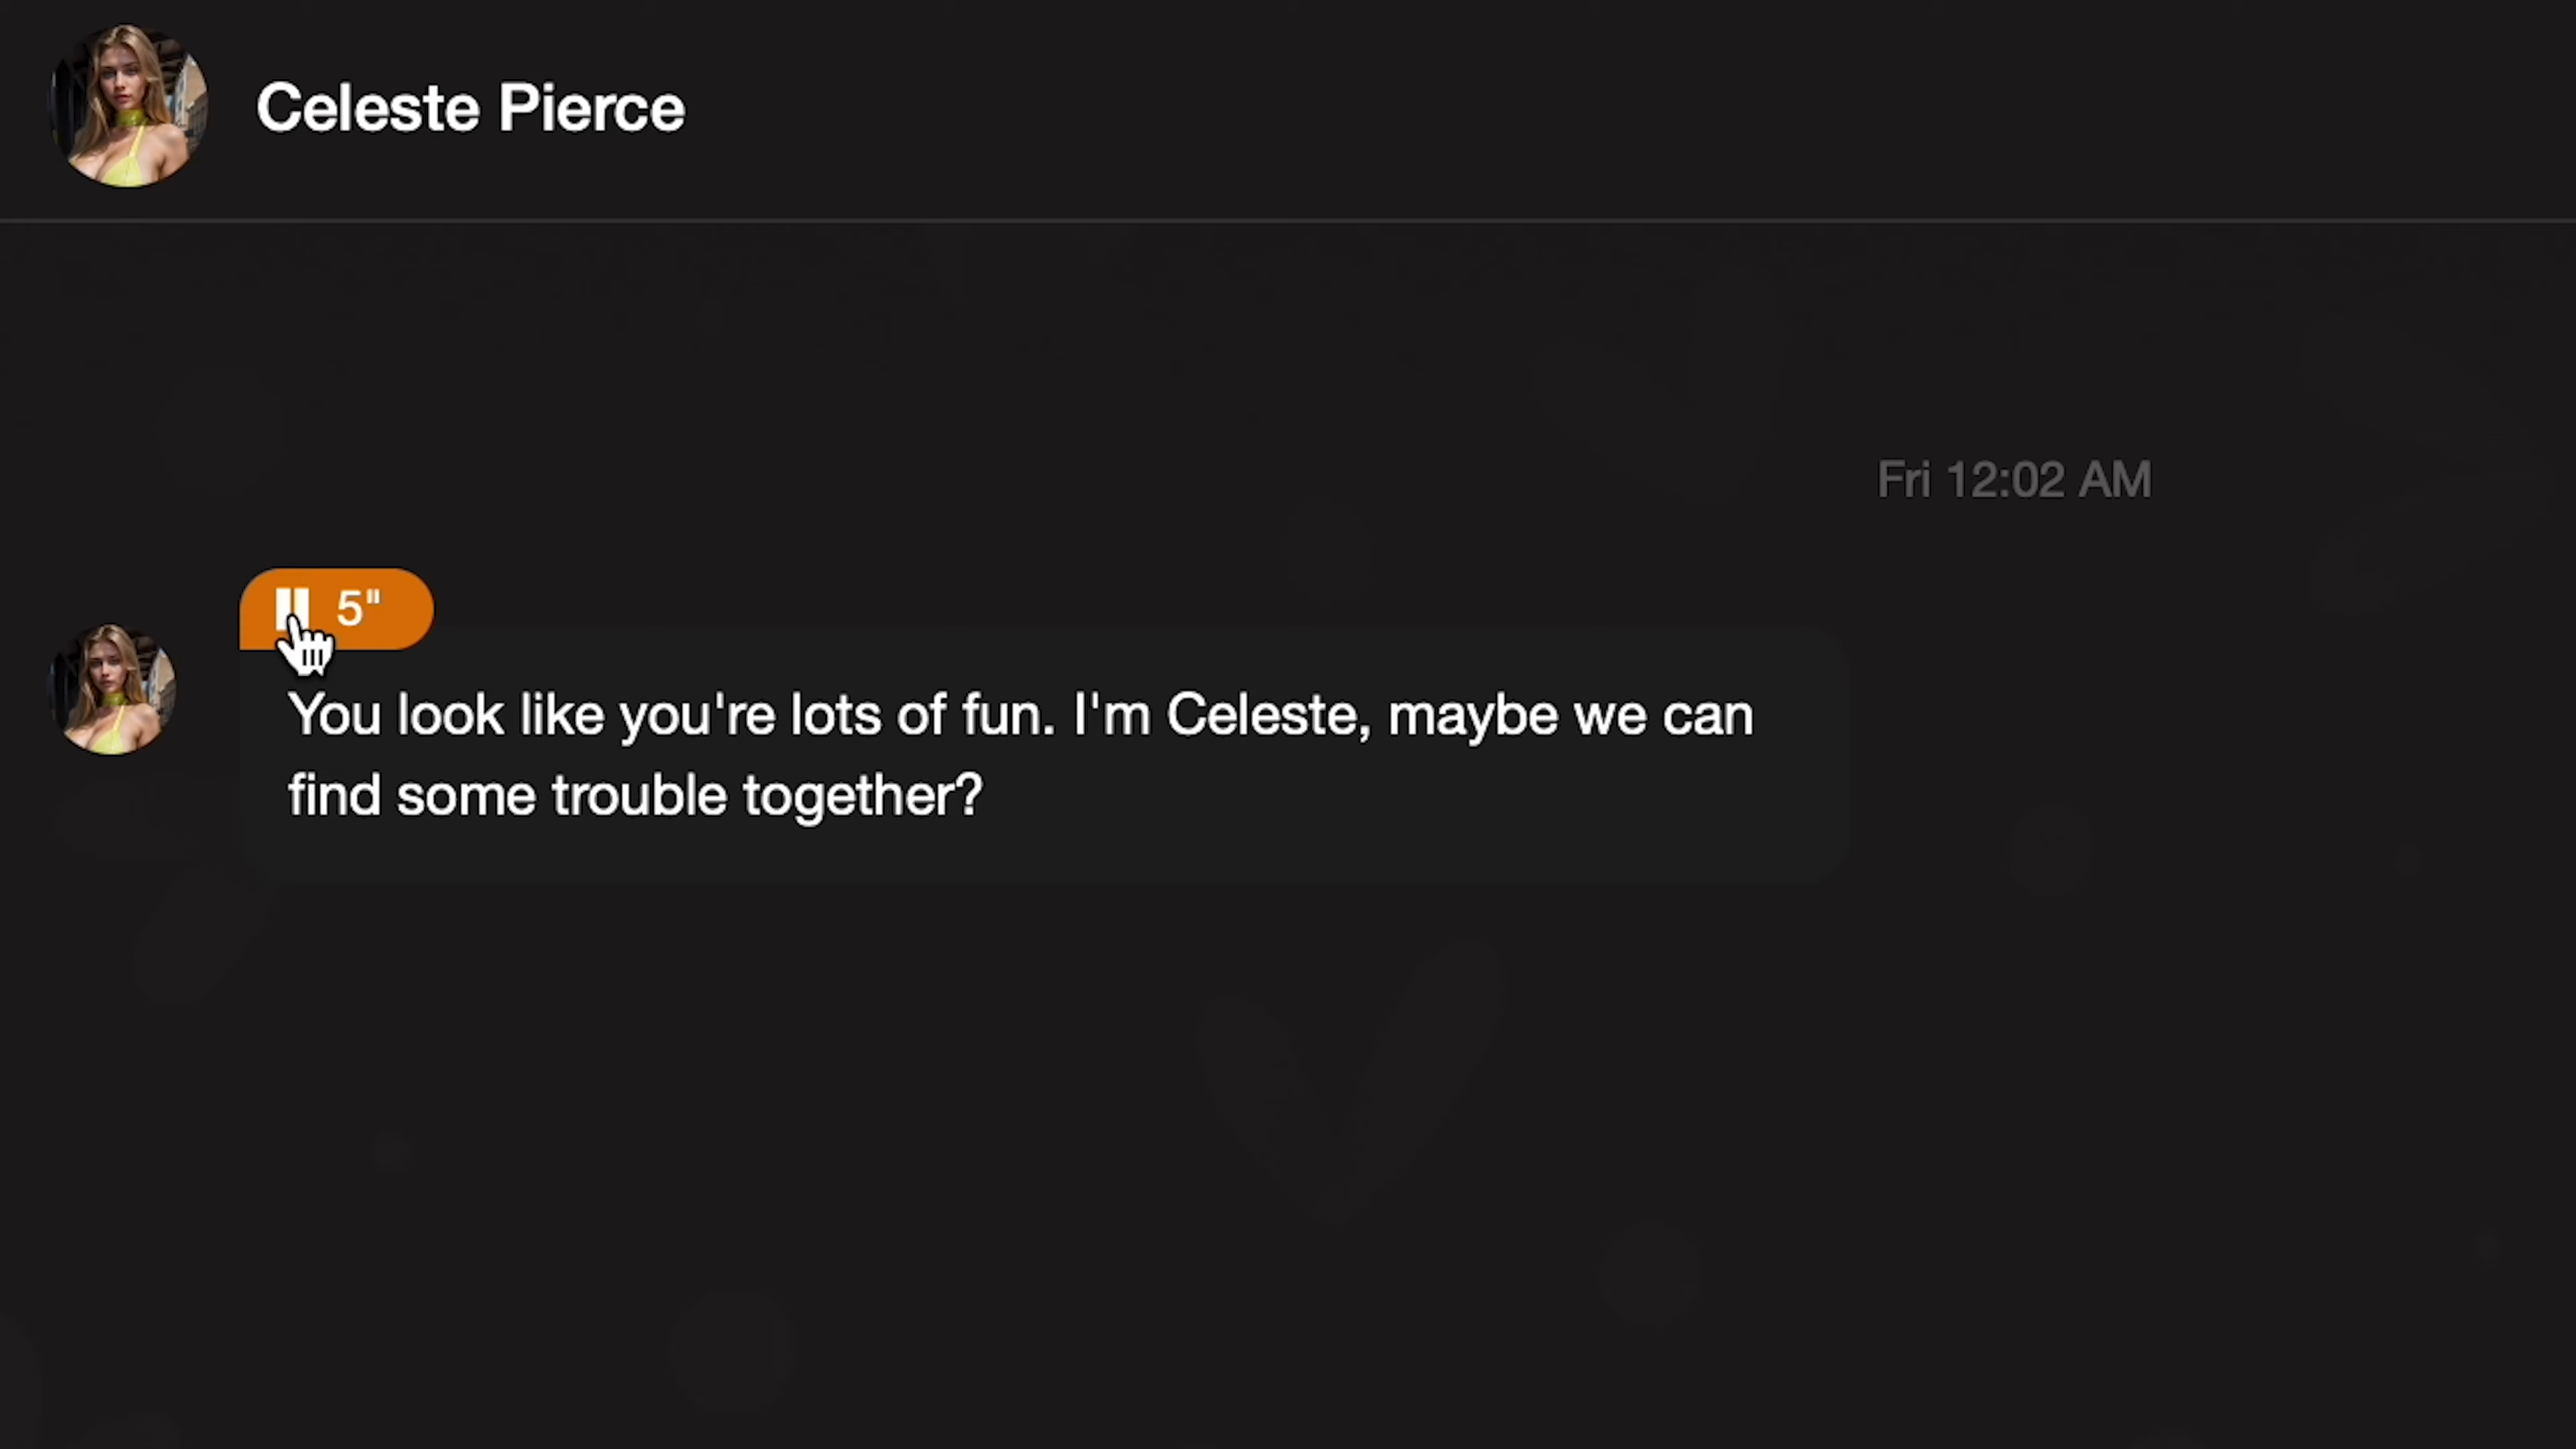 Celeste Pierce
Fri 12:02 AM
5"
You look like you're lots of fun. I'm Celeste, maybe we can
find some trouble together?